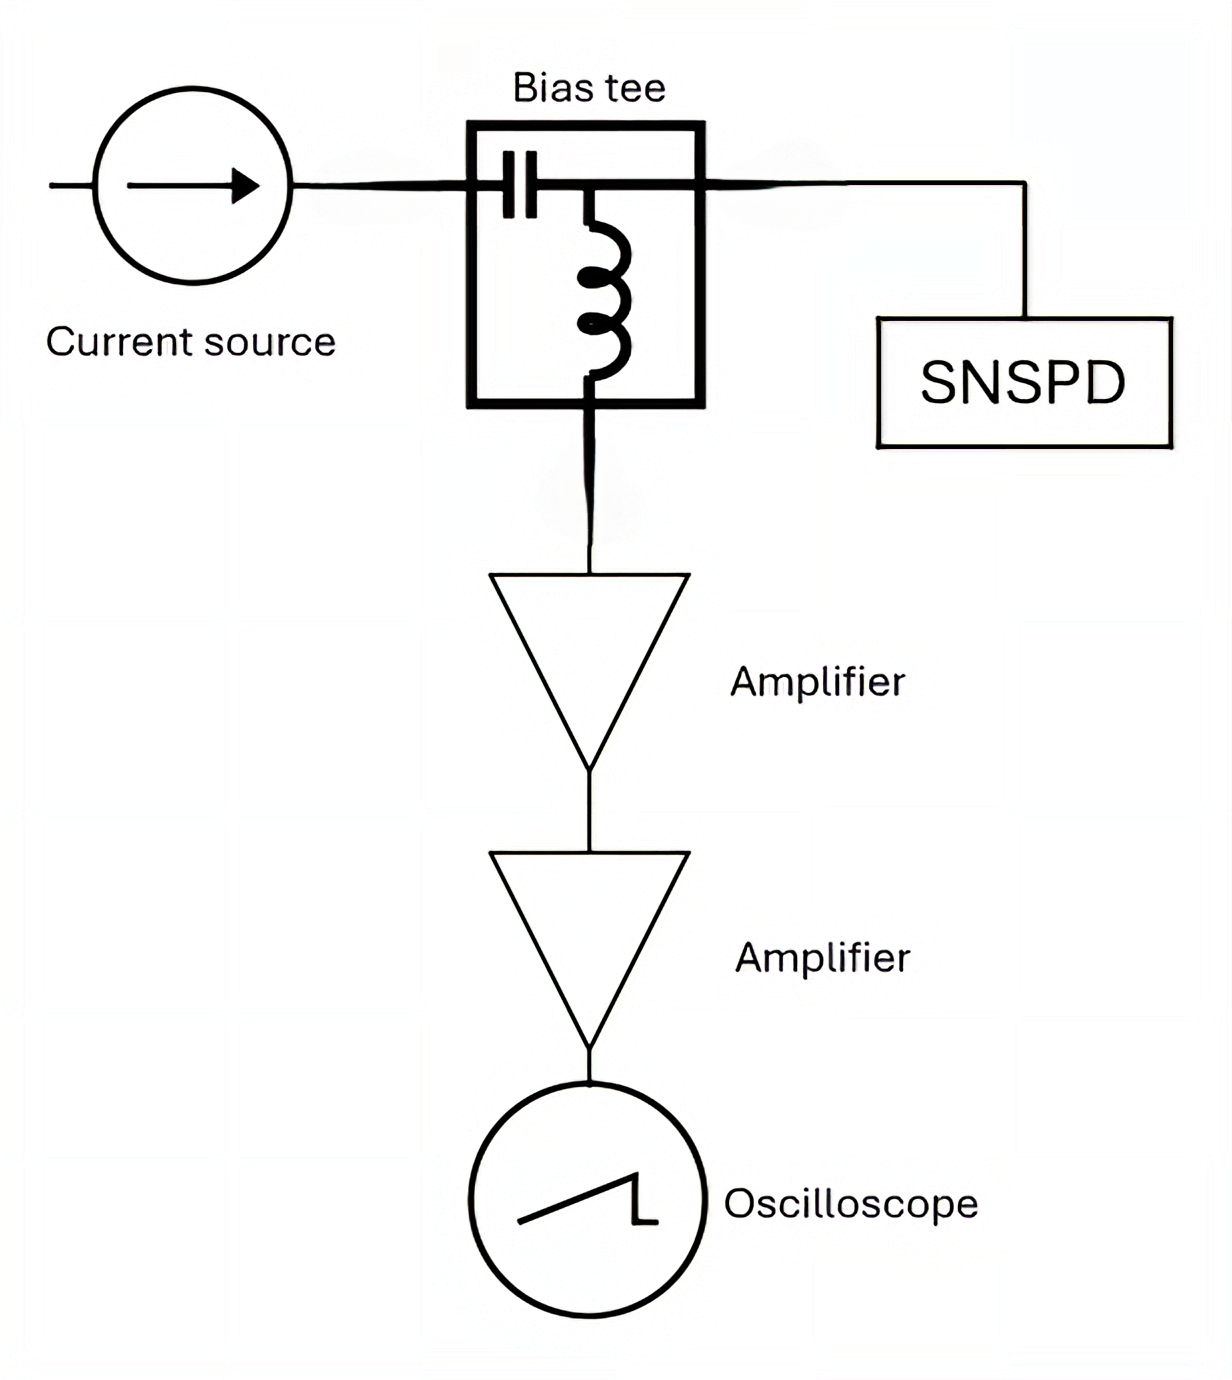 Bias tee
Current source
SNSPD
Amplifier
Amplifier
Oscilloscope